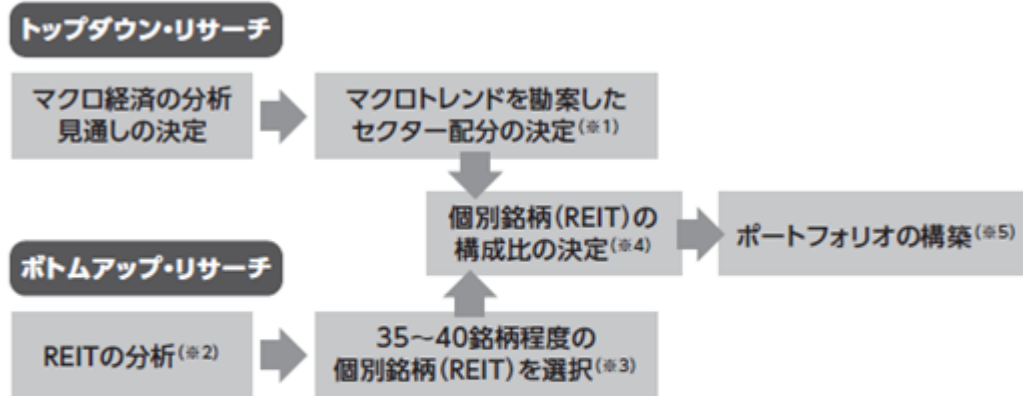 トップダウン・リサーチ
マクロ経済の分析
見通しの決定
マクロトレンドを勘案した
セクター配分の決定(※1)
個別銘柄(REIT)の
構成比の決定(※4)
ポートフォリオの構築(※5)
ボトムアップ・リサーチ
REITの分析(※2)
35〜40銘柄程度の
個別銘柄(REIT)を選択(※3)